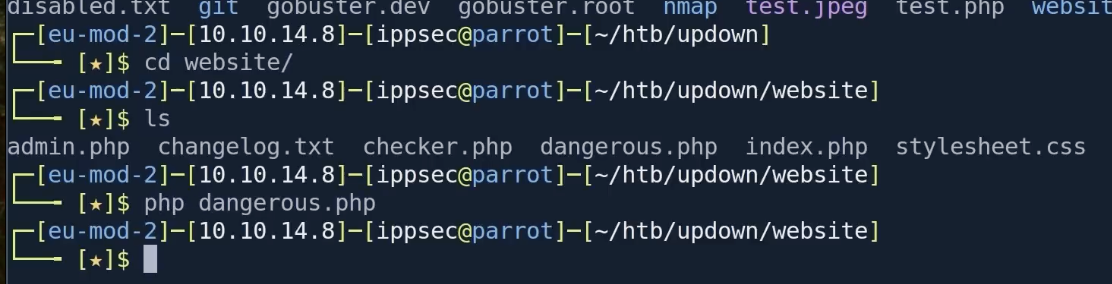 disabled.txt  git  gobuster.dev  gobuster.root  nmap  test.jpeg  test.php  websit
┌─[eu-mod-2]─[10.10.14.8]─[ippsec@parrot]─[~/htb/updown]
└──╼ [★]$ cd website/
┌─[eu-mod-2]─[10.10.14.8]─[ippsec@parrot]─[~/htb/updown/website]
└──╼ [★]$ ls
admin.php  changelog.txt  checker.php  dangerous.php  index.php  stylesheet.css
┌─[eu-mod-2]─[10.10.14.8]─[ippsec@parrot]─[~/htb/updown/website]
└──╼ [★]$ php dangerous.php
┌─[eu-mod-2]─[10.10.14.8]─[ippsec@parrot]─[~/htb/updown/website]
└──╼ [★]$